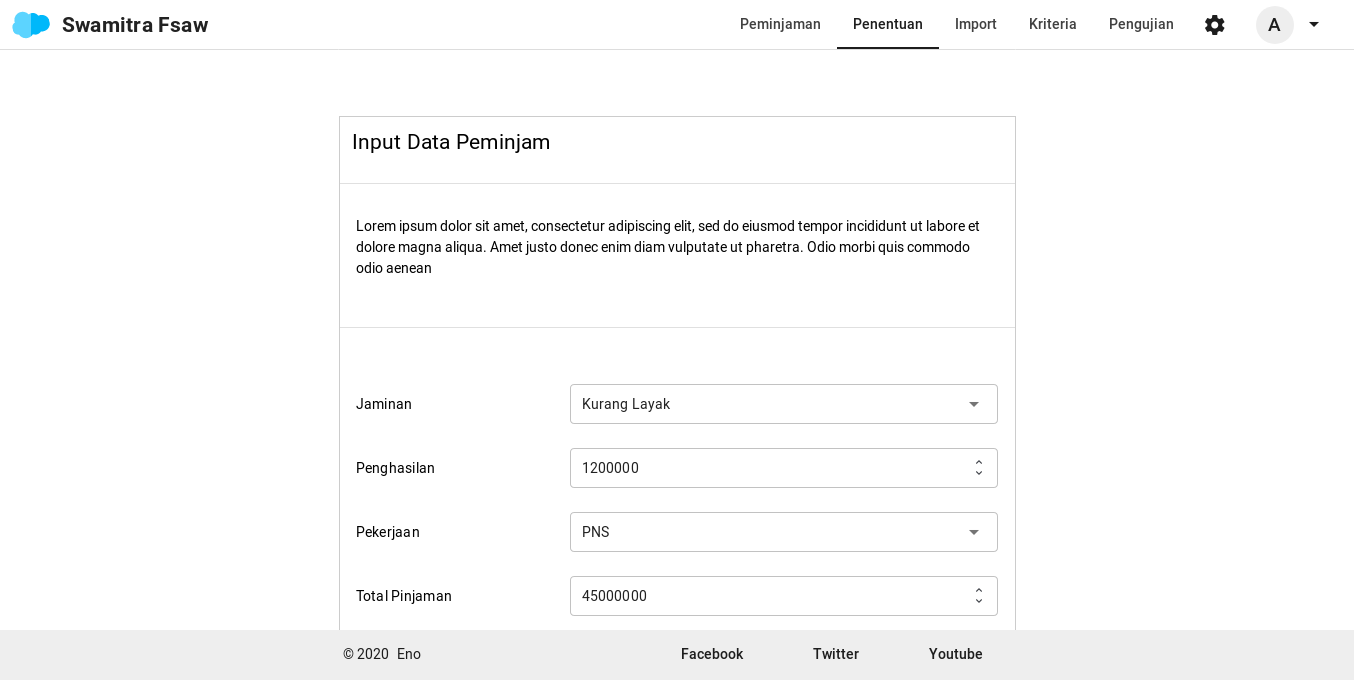 Swamitra Fsaw
Peminjaman Penentuan Import Kriteria Pengujian A
Input Data Peminjam
Lorem ipsum dolor sit amet, consectetur adipiscing elit, sed do eiusmod tempor incididunt ut labore et
dolore magna aliqua. Amet justo donec enim diam vulputate ut pharetra. Odio morbi quis commodo
odio aenean
Jaminan Kurang Layak
Penghasilan 1200000
Pekerjaan PNS
Total Pinjaman 45000000
© 2020 Eno Facebook Twitter Youtube